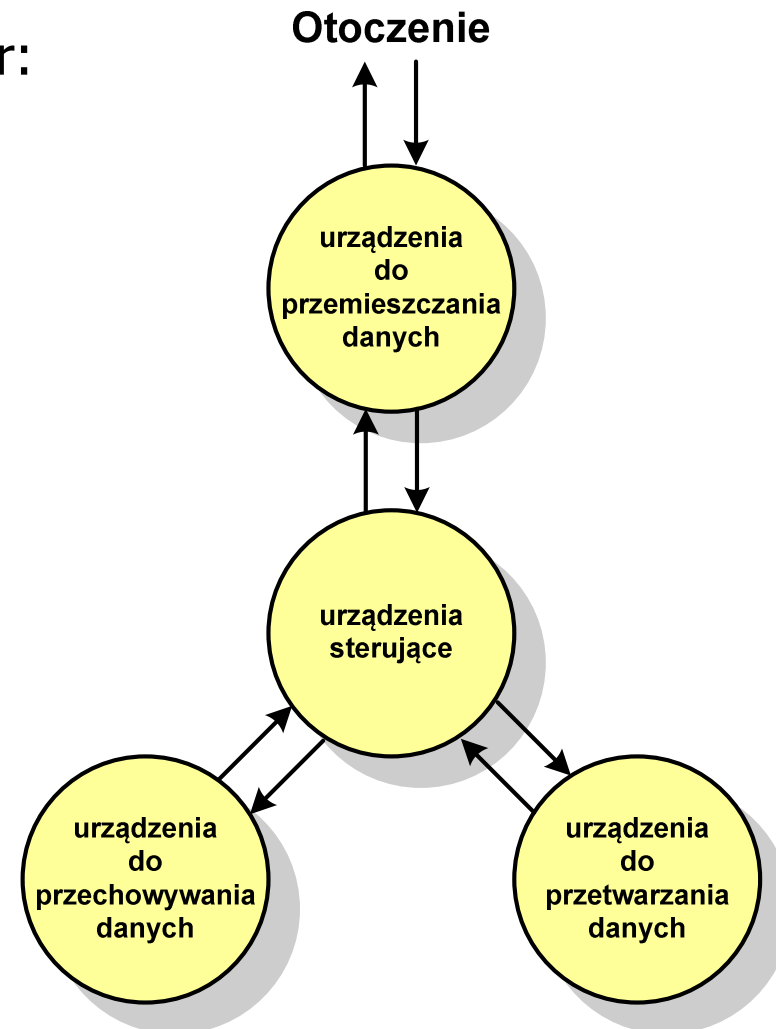 r:
Otoczenie
urządzenia
do
przemieszczania
danych
urządzenia
sterujące
urządzenia
do
przechowywania
danych
urządzenia
do
przetwarzania
danych